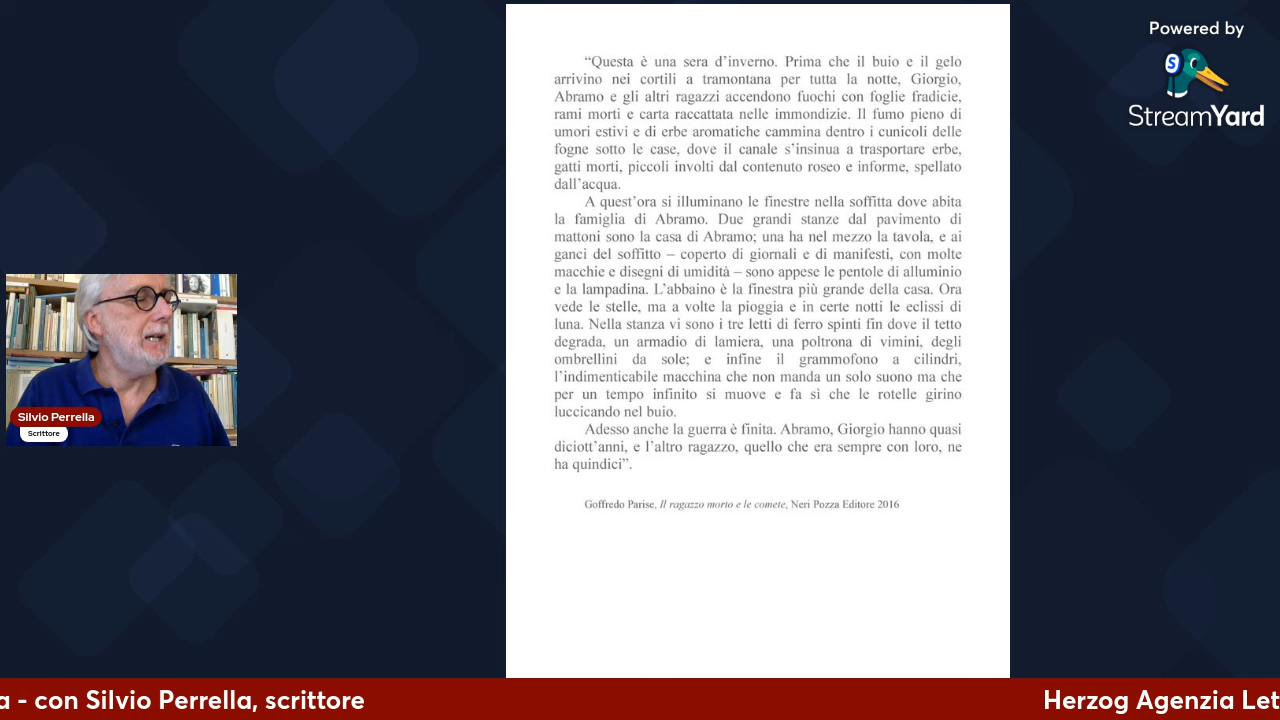 Powered by
StreamYard
“Questa è una sera d’inverno. Prima che il buio e il gelo
arrivino nei cortili a tramontana per tutta la notte, Giorgio,
Abramo e gli altri ragazzi accendono fuochi con foglie fradicie,
rami morti e carta raccattata nelle immondizie. Il fumo pieno di
umori estivi e di erbe aromatiche cammina dentro i cunicoli delle
fogne sotto le case, dove il canale s’insinua a trasportare erbe,
gatti morti, piccoli involti dal contenuto roseo e informe, spellato
dall’acqua.
A quest’ora si illuminano le finestre nella soffitta dove abita
la famiglia di Abramo. Due grandi stanze dal pavimento di
mattoni sono la casa di Abramo; una ha nel mezzo la tavola, e ai
ganci del soffitto – coperto di giornali e di manifesti, con molte
macchie e disegni di umidità – sono appese le pentole di alluminio
e la lampadina. L’abbaino è la finestra più grande della casa. Ora
vede le stelle, ma a volte la pioggia e in certe notti le eclissi di
luna. Nella stanza vi sono i tre letti di ferro spinti fin dove il tetto
degrada, un armadio di lamiera, una poltrona di vimini, degli
ombrellini da sole; e infine il grammofono a cilindri,
l’indimenticabile macchina che non manda un solo suono ma che
per un tempo infinito si muove e fa sì che le rotelle girino
luccicando nel buio.
Adesso anche la guerra è finita. Abramo, Giorgio hanno quasi
diciott’anni, e l’altro ragazzo, quello che era sempre con loro, ne
ha quindici”.
Goffredo Parise, Il ragazzo morto e le comete, Neri Pozza Editore 2016
Silvio Perrella
Scrittore
a - con Silvio Perrella, scrittore
Herzog Agenzia Let